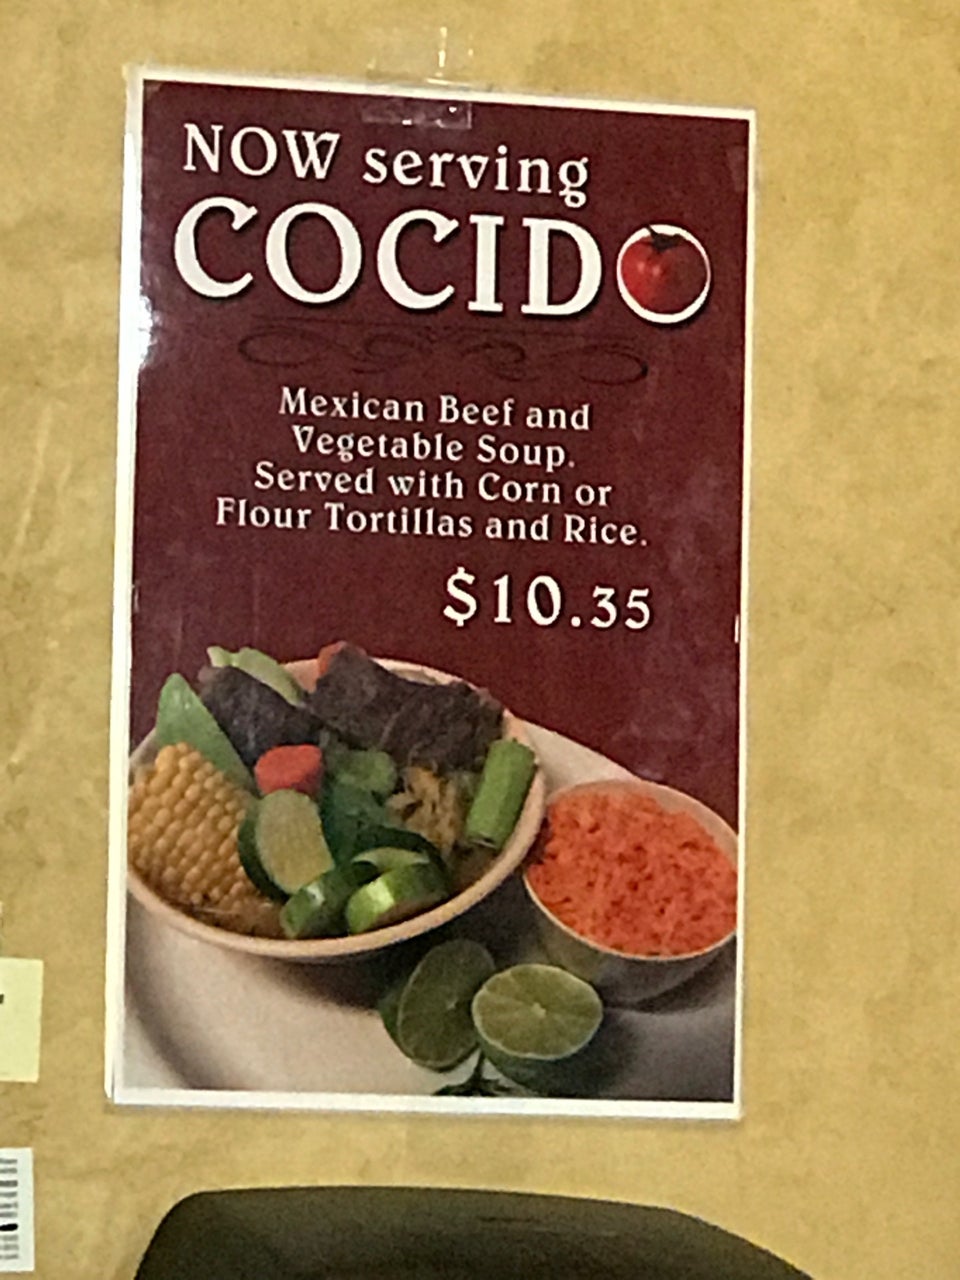 NOW serving
COCIDO
Mexican Beef and
Vegetable Soup.
Served with Corn or
Flour Tortillas and Rice.
$10.35